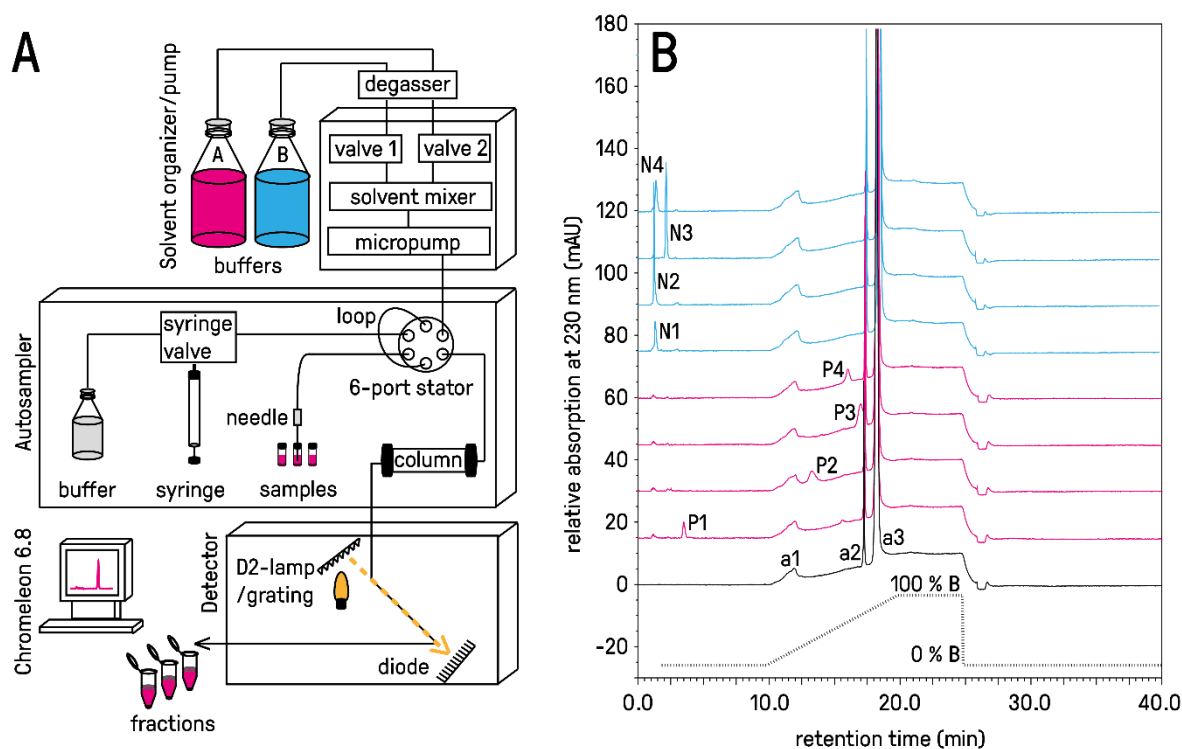 A
Solvent organizer/pump
degasser
A
B
valve 1
valve 2
solvent mixer
micropump
buffers
Autosampler
syringe
valve
loop
6-port stator
needle
column
buffer
syringe
samples
Chromeleon 6.8
Detector
D2-lamp
/grating
diode
fractions
B
relative absorption at 230 nm (mAU)
180
160
140
120
100
80
60
40
20
0
-20
N4
N3
N2
N1
P4
P3
P2
P1
a1
a2
a3
100 % B
0 % B
0.0
10.0
20.0
30.0
40.0
retention time (min)